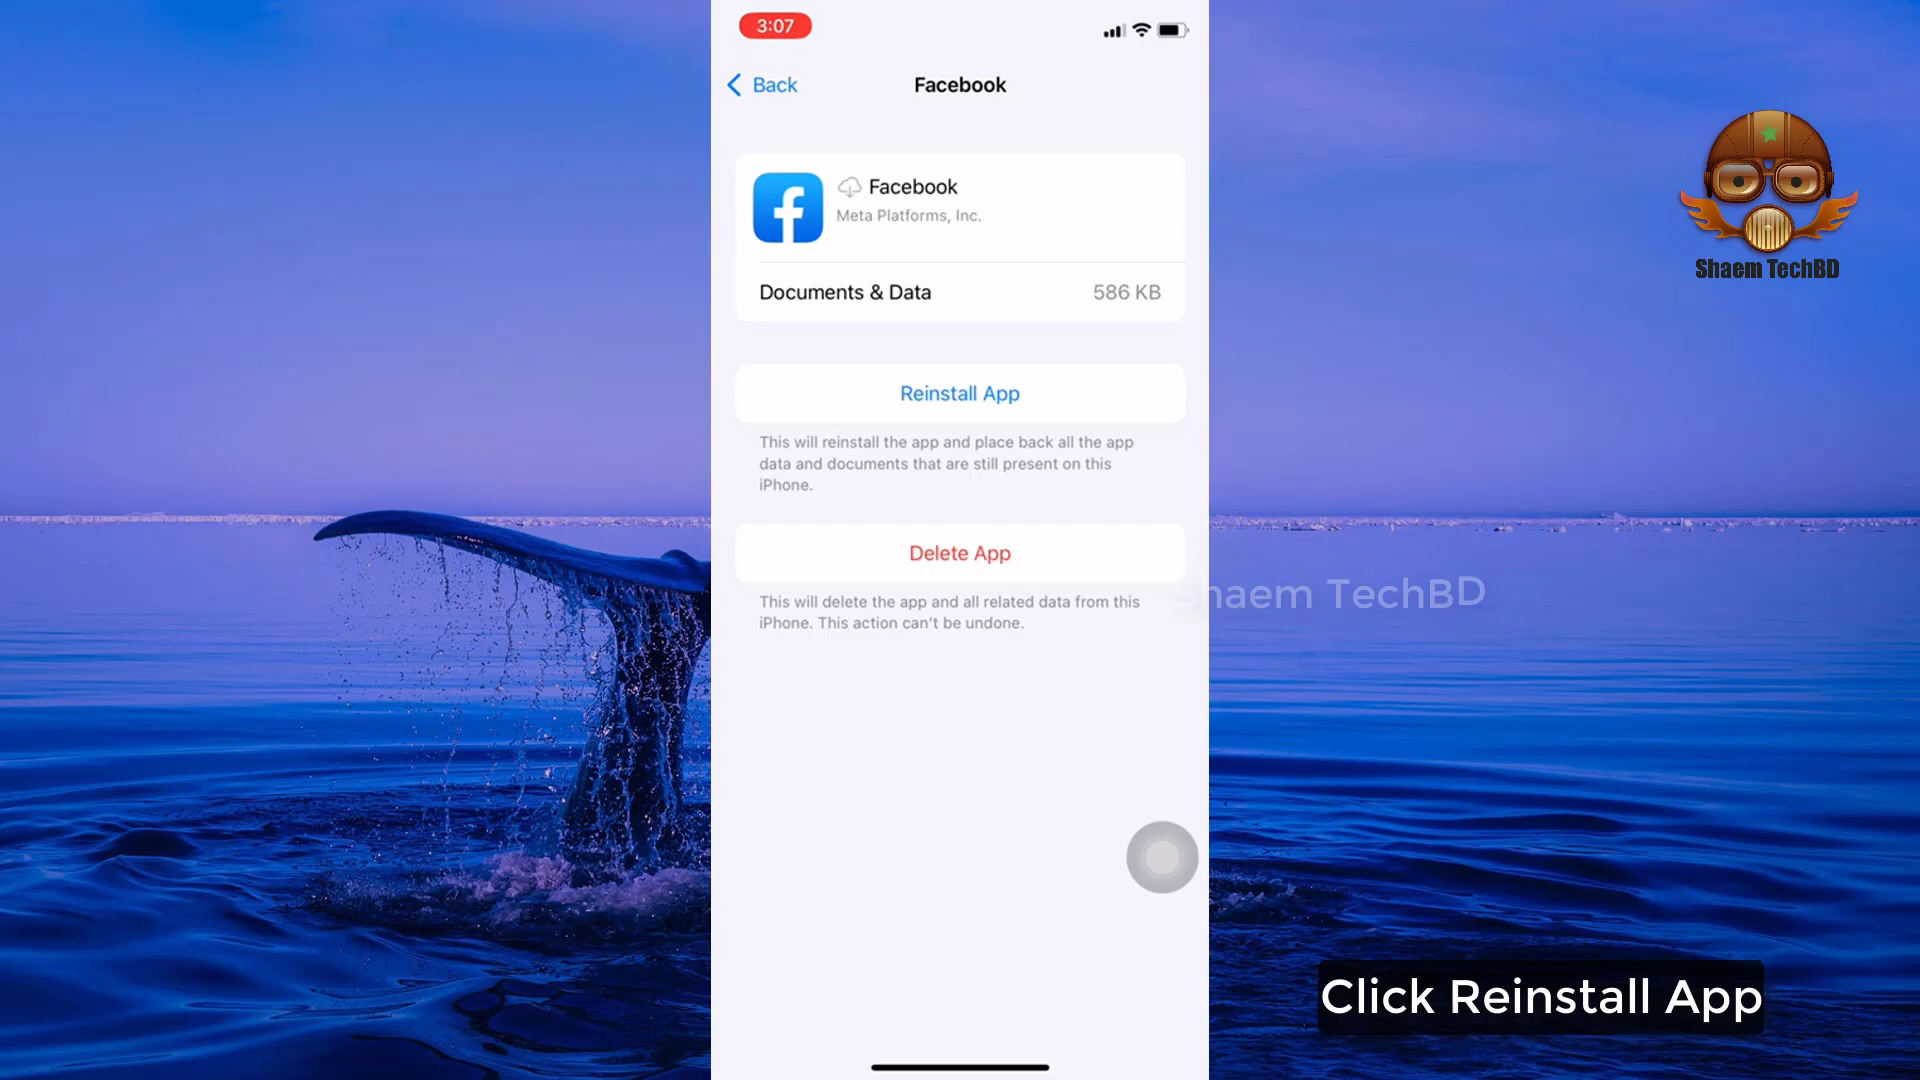 3:07
Back
Facebook
Facebook
Meta Platforms, Inc.
Documents & Data
586 KB
Reinstall App
This will reinstall the app and place back all the app
data and documents that are still present on this
iPhone.
Delete App
This will delete the app and all related data from this
iPhone. This action can't be undone.
Shaem TechBD
Shaem TechBD
Click Reinstall App